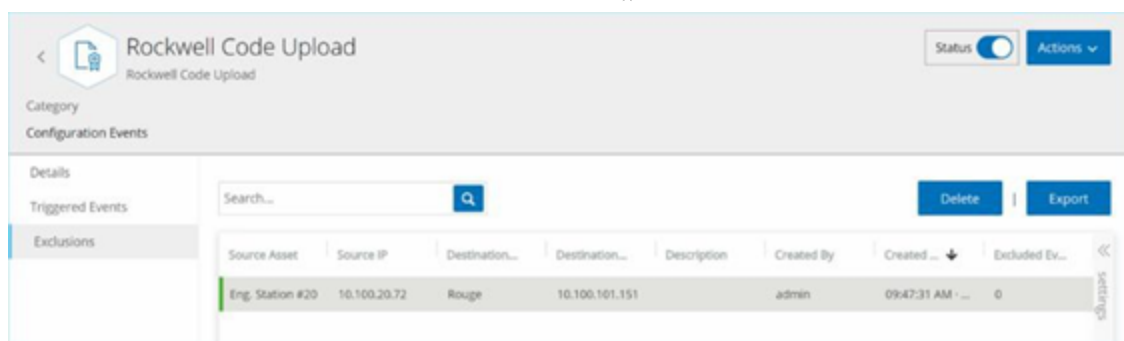 Rockwell Code Upload
Rockwell Code Upload
Status
Actions
Category
Configuration Events
Details
Triggered Events
Exclusions
Search...
Delete | Export
Source Asset Source IP Destination... Destination... Description Created By Created ... Excluded Ev...
Eng. Station #20 10.100.20.72 Rouge 10.100.101.151 admin 09:47:31 AM · ... 0
settings